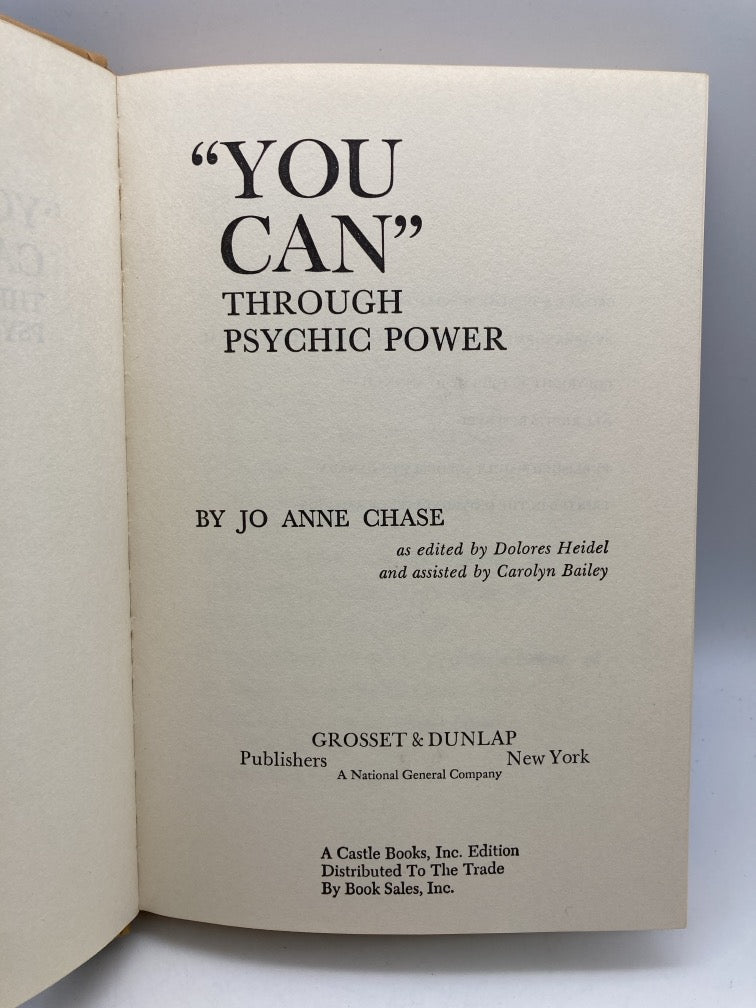 “YOU
CAN”
THROUGH
PSYCHIC POWER
BY JO ANNE CHASE
as edited by Dolores Heidel
and assisted by Carolyn Bailey
GROSSET & DUNLAP
Publishers New York
A National General Company
A Castle Books, Inc. Edition
Distributed To The Trade
By Book Sales, Inc.